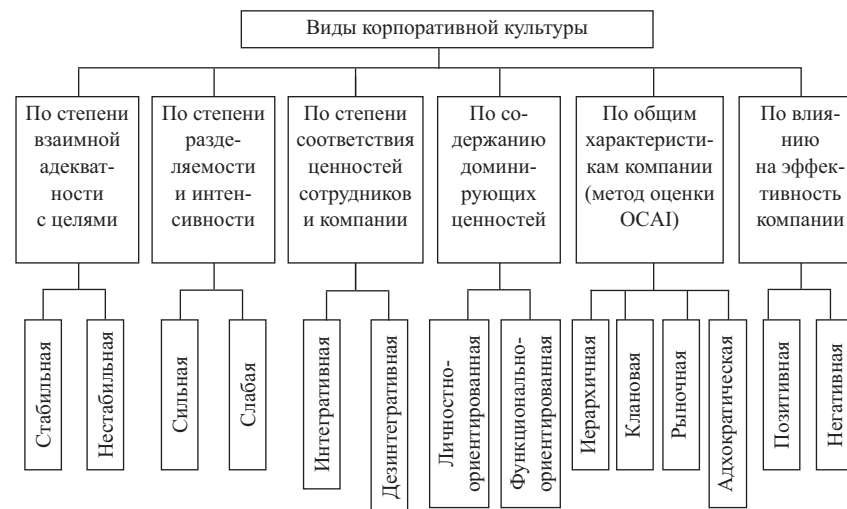 Виды корпоративной культуры
По степени
взаимной
адекват-
ности
с целями
По степени
разде-
ляемости
и интен-
сивности
По степени
соответствия
ценностей
сотрудников
и компании
По со-
держанию
домини-
рующих
ценностей
По общим
характеристи-
кам компании
(метод оценки
OCAI)
По влия-
нию
на эффек-
тивность
компании
Стабильная
Нестабильная
Сильная
Слабая
Интегративная
Дезинтегративная
Личностно-
ориентированная
Функционально-
ориентированная
Иерархичная
Клановая
Рыночная
Адхократическая
Позитивная
Негативная